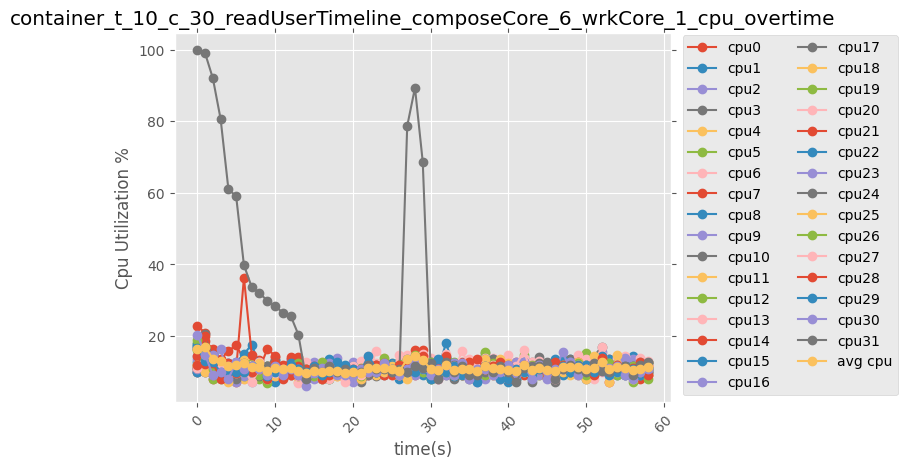 container_t_10_c_30_readUserTimeline_composeCore_6_wrkCore_1_cpu_overtime
100
80
60
40
20
Cpu Utilization %
0
10
20
30
40
50
60
time(s)
cpu0
cpu1
cpu2
cpu3
cpu4
cpu5
cpu6
cpu7
cpu8
cpu9
cpu10
cpu11
cpu12
cpu13
cpu14
cpu15
cpu16
cpu17
cpu18
cpu19
cpu20
cpu21
cpu22
cpu23
cpu24
cpu25
cpu26
cpu27
cpu28
cpu29
cpu30
cpu31
avg cpu